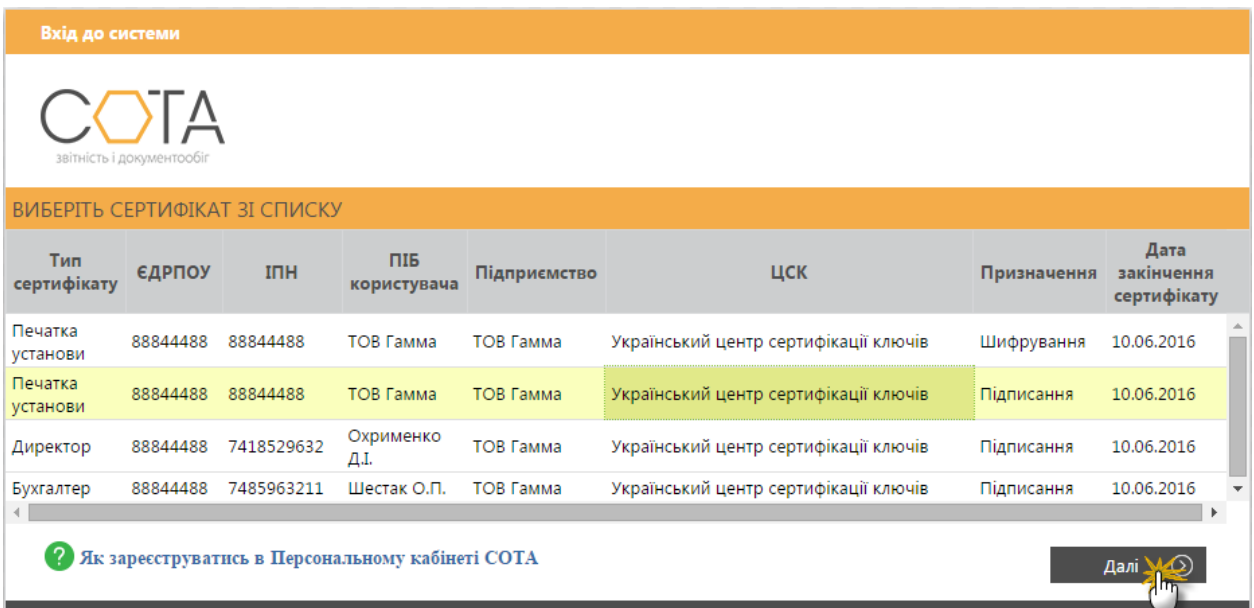 Вхід до системи
СОТА
звітність і документообіг
ВИБЕРІТЬ СЕРТИФІКАТ ЗІ СПИСКУ
Тип сертифікату ЄДРПОУ ІПН ПІБ користувача Підприємство ЦСК Призначення Дата закінчення сертифікату
Печатка установи 88844488 88844488 ТОВ Гамма ТОВ Гамма Український центр сертифікації ключів Шифрування 10.06.2016
Печатка установи 88844488 88844488 ТОВ Гамма ТОВ Гамма Український центр сертифікації ключів Підписання 10.06.2016
Директор 88844488 7418529632 Охрименко Д.І. ТОВ Гамма Український центр сертифікації ключів Підписання 10.06.2016
Бухгалтер 88844488 7485963211 Шестак О.П. ТОВ Гамма Український центр сертифікації ключів Підписання 10.06.2016
? Як зареєструватись в Персональному кабінеті СОТА
Далі